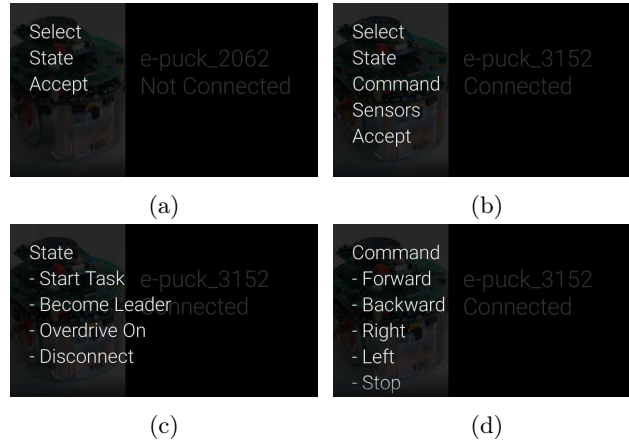 Select
State
Accept
e-puck_2062
Not Connected
(a)
Select
State
Command
Sensors
Accept
e-puck_3152
Connected
(b)
State
- Start Task
- Become Leader
- Overdrive On
- Disconnect
e-puck_3152
Connected
(c)
Command
- Forward
- Backward
- Right
- Left
- Stop
e-puck_3152
Connected
(d)